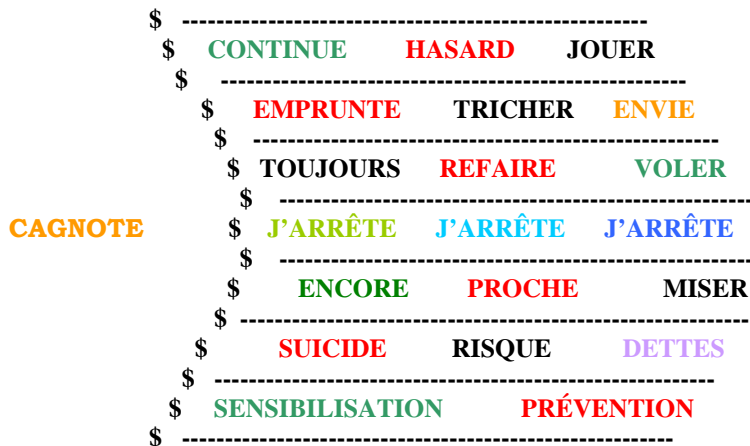 $ ------------------------------------------------------
$ CONTINUE HASARD JOUER
$ ------------------------------------------------------
$ EMPRUNTE TRICHER ENVIE
$ ------------------------------------------------------
$ TOUJOURS REFAIRE VOLER
$ ------------------------------------------------------
CAGNOTE $ J’ARRÊTE J’ARRÊTE J’ARRÊTE
$ ------------------------------------------------------
$ ENCORE PROCHE MISER
$ -----------------------------------------------------------
$ SUICIDE RISQUE DETTES
$ ----------------------------------------------------------
$ SENSIBILISATION PRÉVENTION
$ -------------------------------------------------------